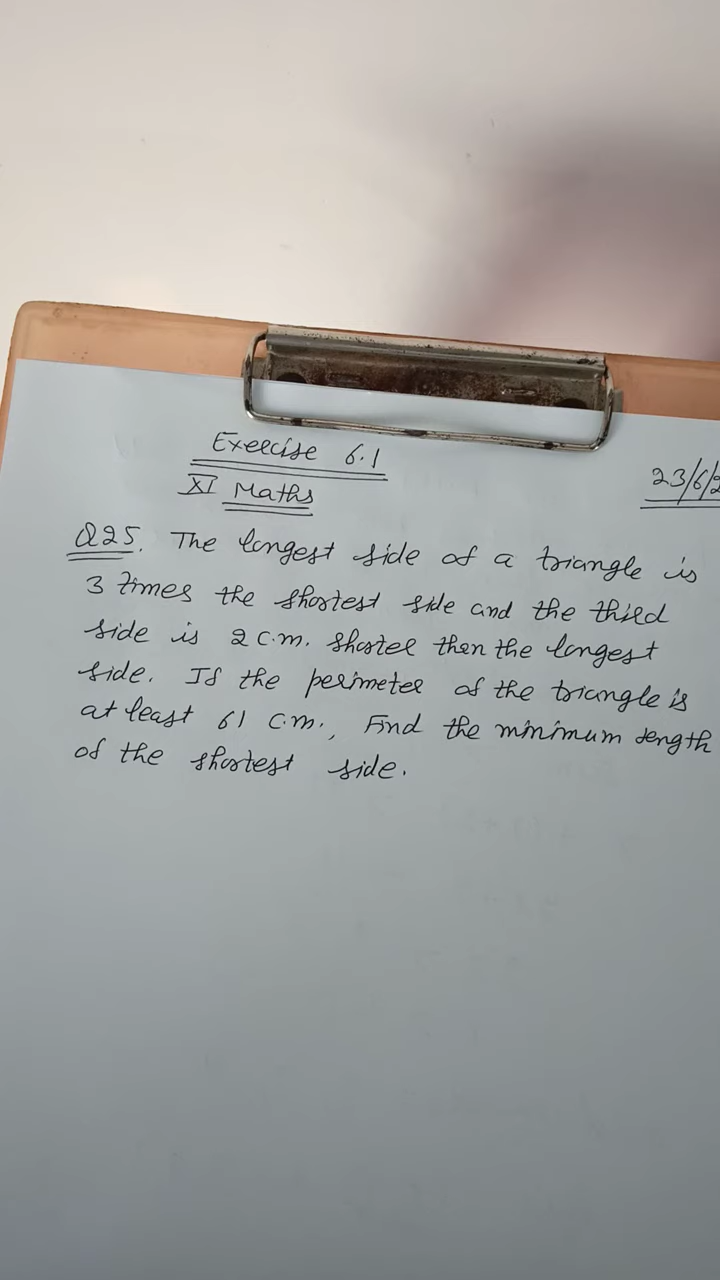 Exercise 6.1
XI Maths
23/6/2
Q25. The longest side of a triangle is
3 times the shortest side and the third
side is 2 c.m. shorter then the longest
side. If the perimeter of the triangle is
at least 61 c.m., Find the minimum length
of the shortest side.